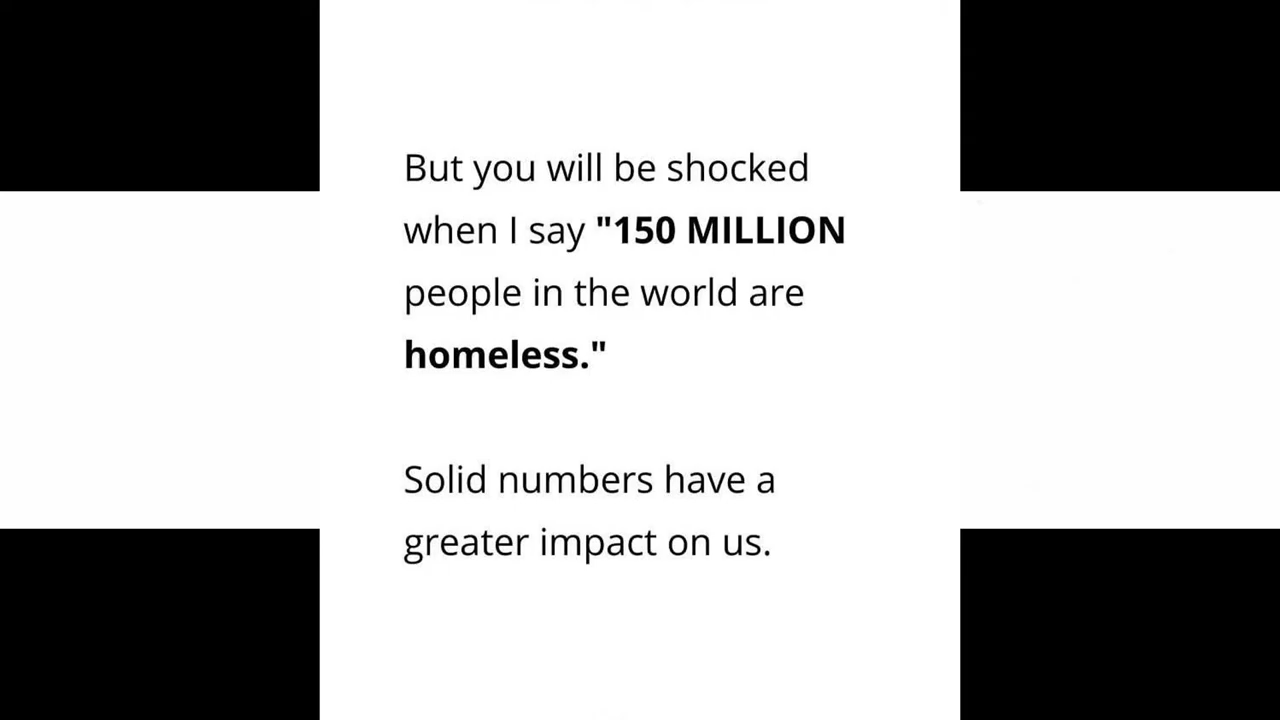 But you will be shocked
when I say "150 MILLION
people in the world are
homeless."
Solid numbers have a
greater impact on us.